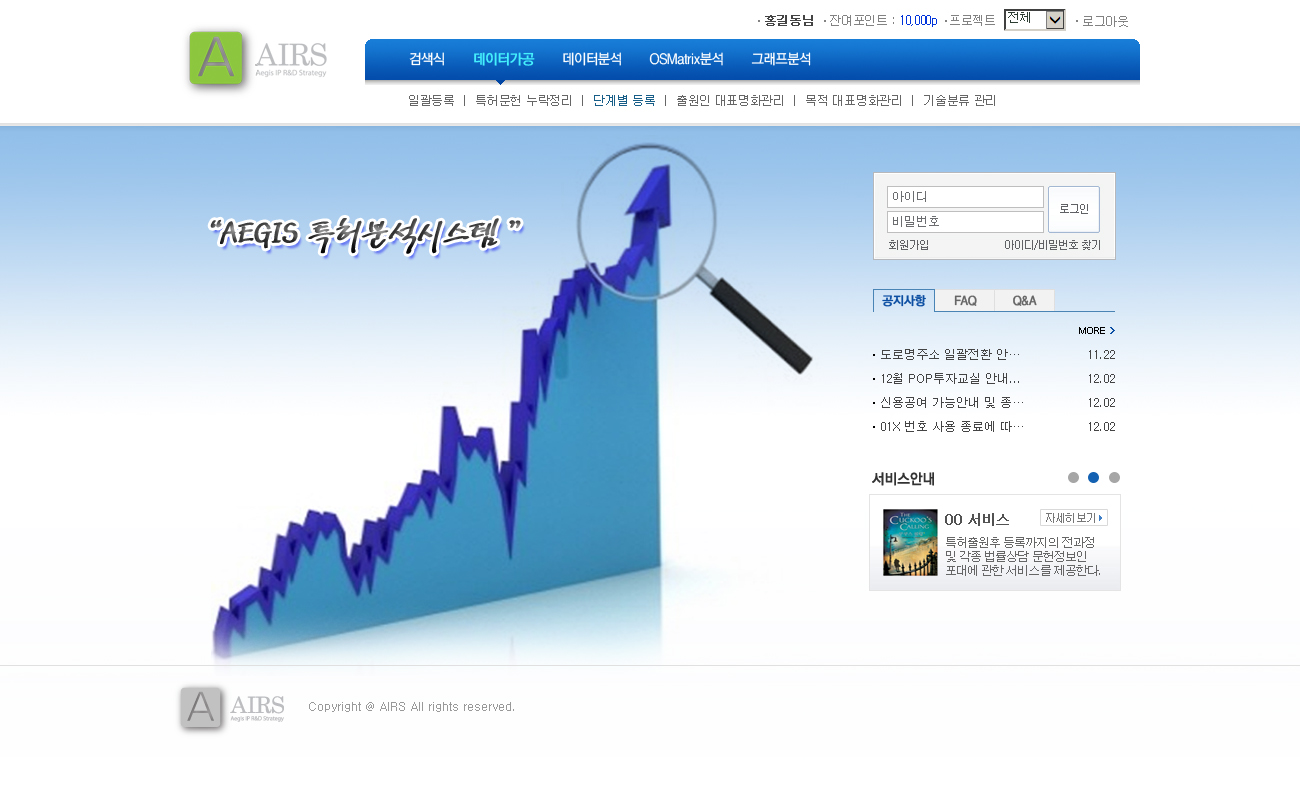 · 홍길동님 · 잔여포인트 : 10,000p · 프로젝트 전체 · 로그아웃
A AIRS
Aegis IP R&D Strategy
검색식 데이터가공 데이터분석 OSMatrix분석 그래프분석
일괄등록 | 특허문헌 누락정리 | 단계별 등록 | 출원인 대표명화관리 | 목적 대표명화관리 | 기술분류 관리
“AEGIS 특허분석시스템”
아이디
비밀번호
로그인
회원가입 아이디/비밀번호 찾기
공지사항 FAQ Q&A
MORE >
· 도로명주소 일괄전환 안… 11.22
· 12월 POP투자교실 안내... 12.02
· 신용공여 가능안내 및 종… 12.02
· 01X 번호 사용 종료에 따… 12.02
서비스안내
THE CUCKOO'S CALLING
00 서비스 자세히보기
특허출원후 등록까지의 전과정
및 각종 법률상담 문헌정보인
포대에 관한 서비스를 제공한다.
A AIRS
Aegis IP R&D Strategy
Copyright @ AIRS All rights reserved.